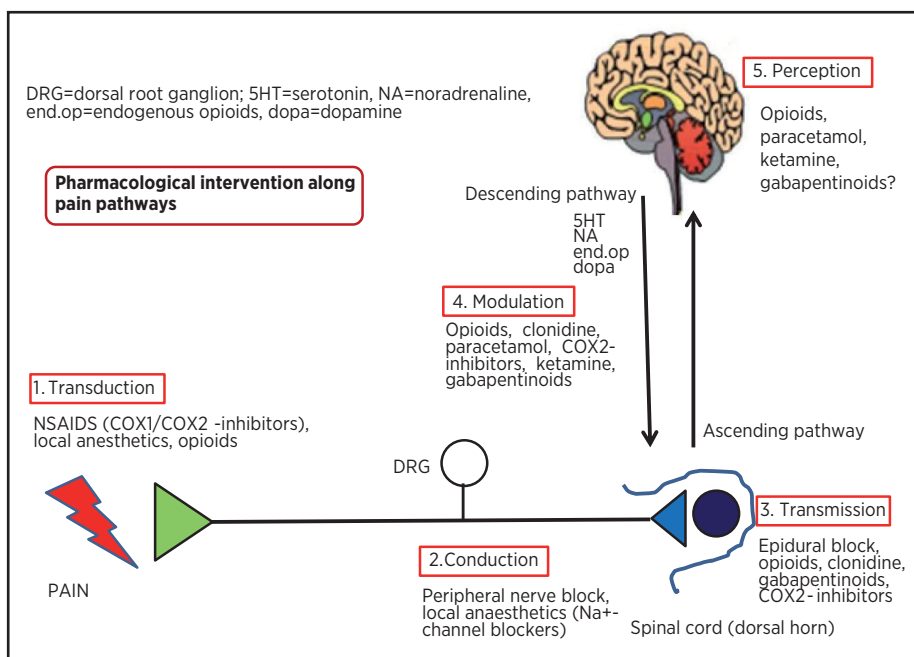 DRG=dorsal root ganglion; 5HT=serotonin, NA=noradrenaline,
end.op=endogenous opioids, dopa=dopamine
Pharmacological intervention along
pain pathways
5. Perception
Opioids,
paracetamol,
ketamine,
gabapentinoids?
Descending pathway
5HT
NA
end.op
dopa
4. Modulation
Opioids, clonidine,
paracetamol, COX2-
inhibitors, ketamine,
gabapentinoids
1. Transduction
NSAIDS (COX1/COX2 -inhibitors),
local anesthetics, opioids
Ascending pathway
DRG
PAIN
2.Conduction
Peripheral nerve block,
local anaesthetics (Na+-
channel blockers)
3. Transmission
Epidural block,
opioids, clonidine,
gabapentinoids,
COX2- inhibitors
Spinal cord (dorsal horn)